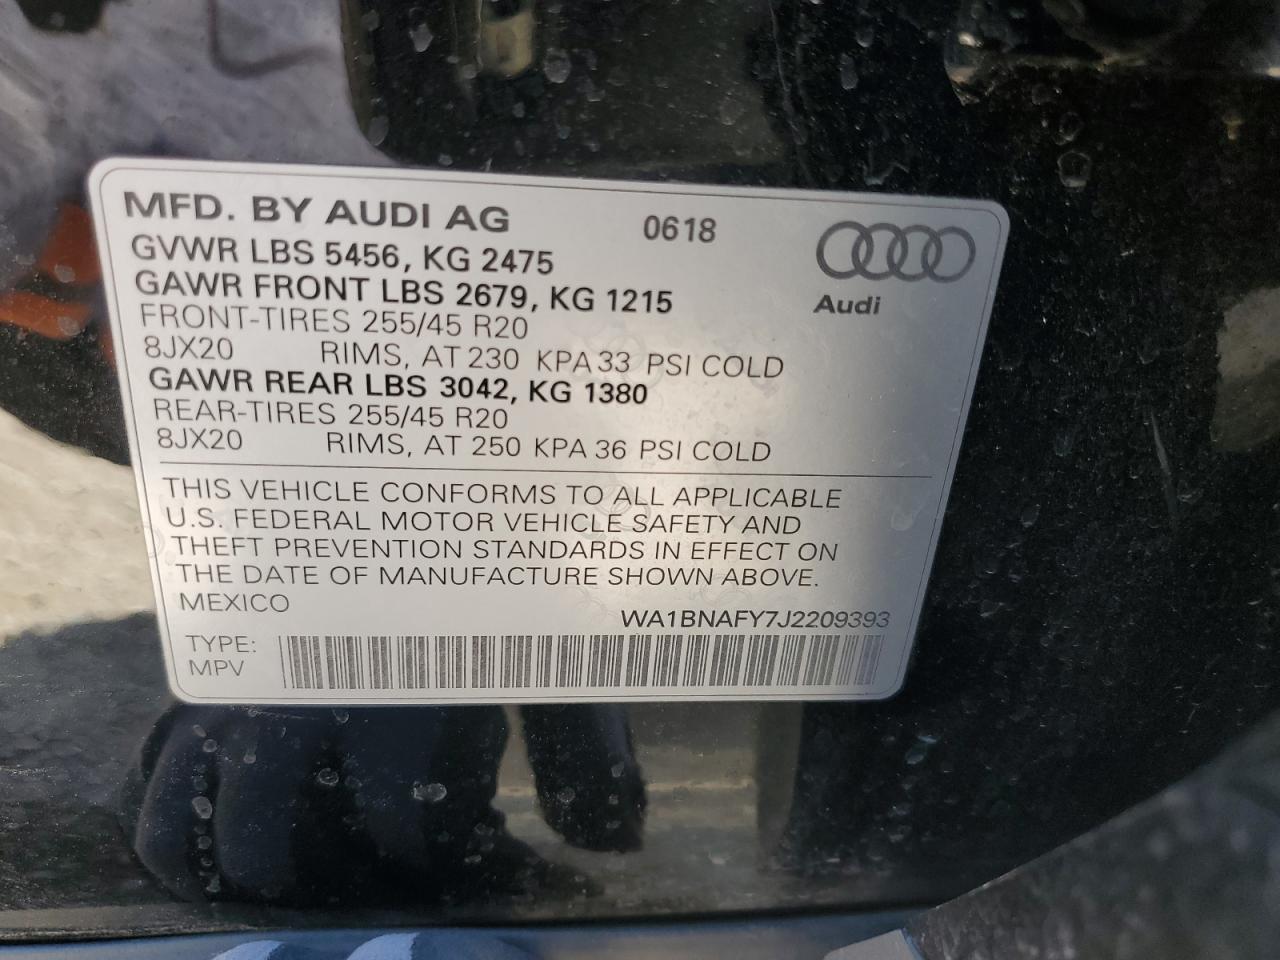 MFD. BY AUDI AG 0618
GVWR LBS 5456, KG 2475
GAWR FRONT LBS 2679, KG 1215
Audi
FRONT-TIRES 255/45 R20
8JX20 RIMS, AT 230 KPA 33 PSI COLD
GAWR REAR LBS 3042, KG 1380
REAR-TIRES 255/45 R20
8JX20 RIMS, AT 250 KPA 36 PSI COLD
THIS VEHICLE CONFORMS TO ALL APPLICABLE
U.S. FEDERAL MOTOR VEHICLE SAFETY AND
THEFT PREVENTION STANDARDS IN EFFECT ON
THE DATE OF MANUFACTURE SHOWN ABOVE.
MEXICO WA1BNAFY7J2209393
TYPE:
MPV